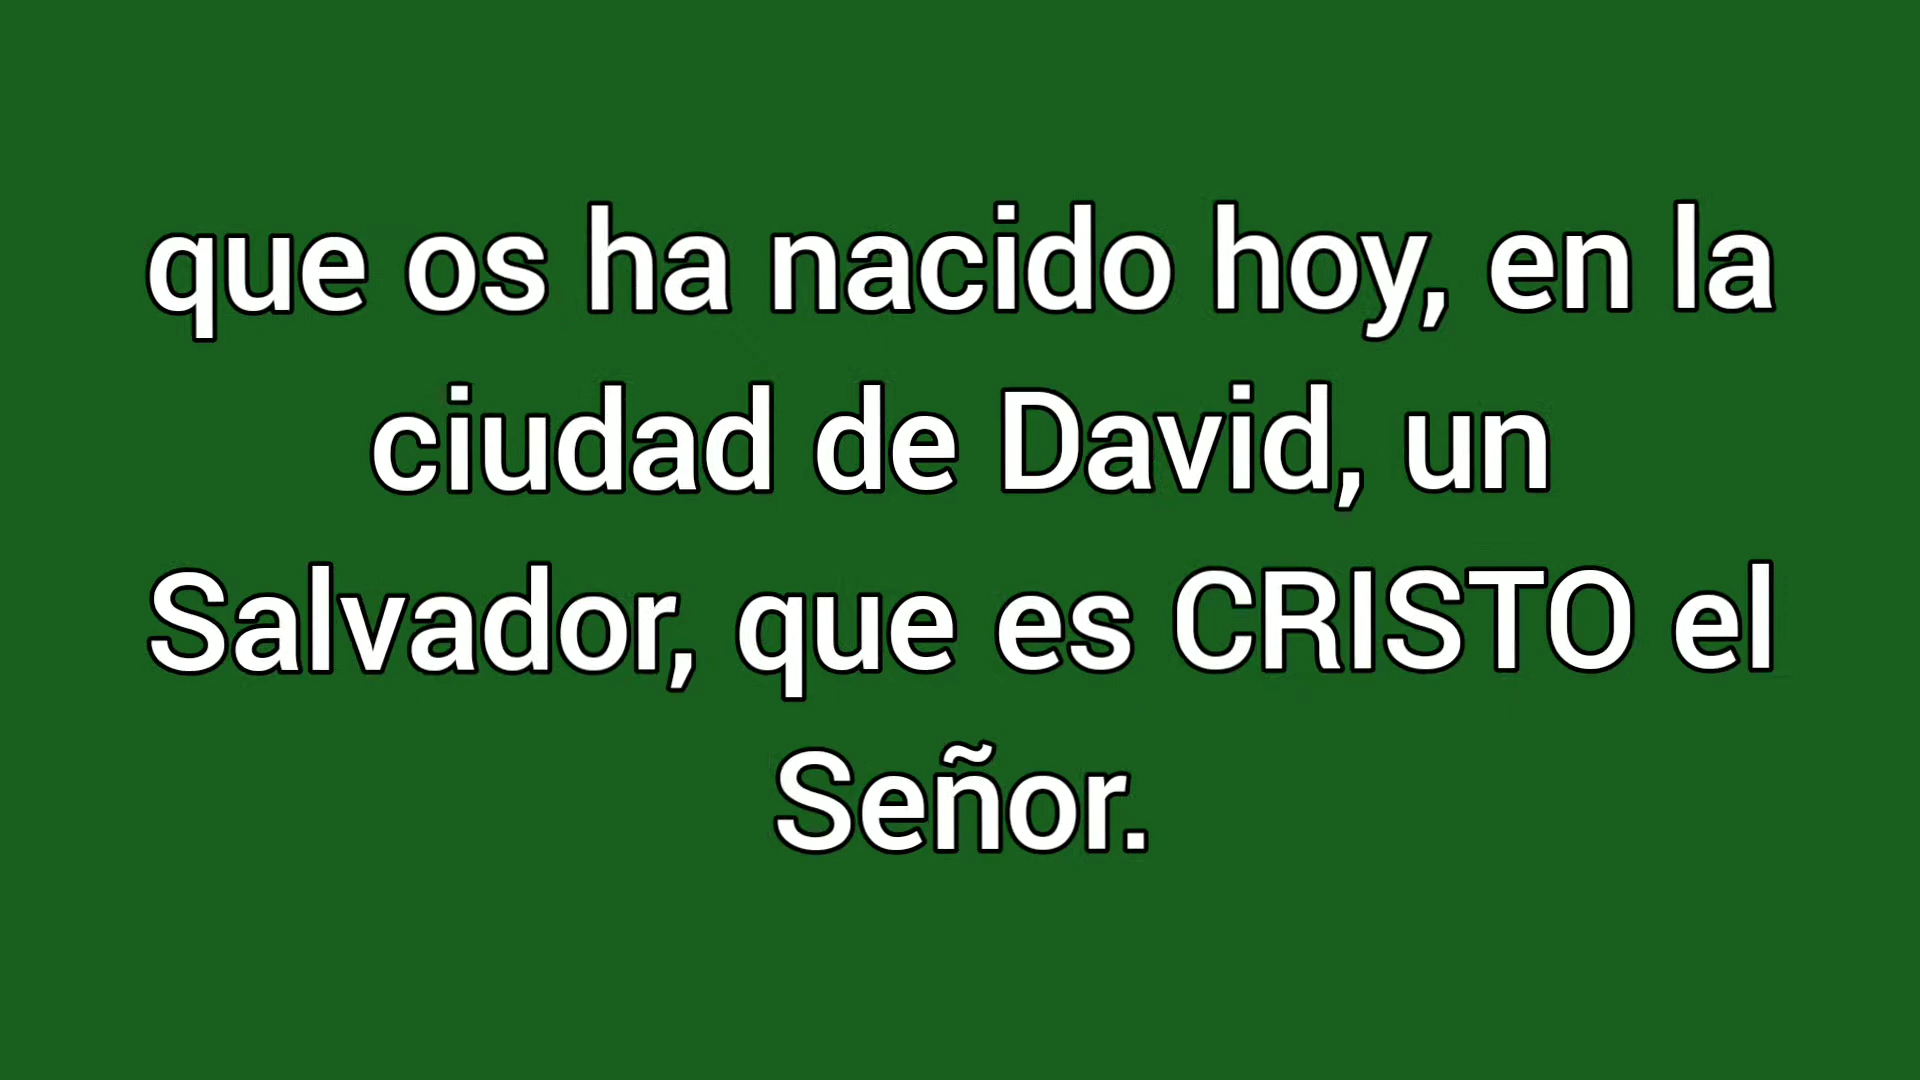 que os ha nacido hoy, en la
ciudad de David, un
Salvador, que es CRISTO el
Señor.